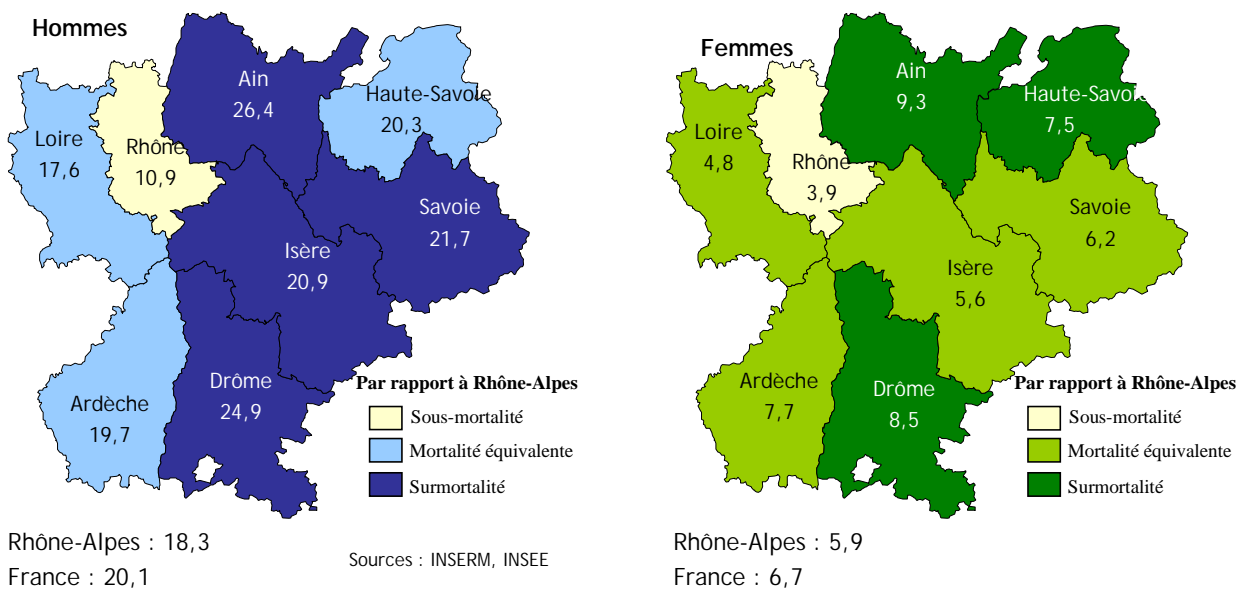 Hommes
Ain
26,4
Haute-Savoie
20,3
Loire
17,6
Rhône
10,9
Savoie
21,7
Isère
20,9
Drôme
24,9
Ardèche
19,7
Par rapport à Rhône-Alpes
Sous-mortalité
Mortalité équivalente
Surmortalité
Rhône-Alpes : 18,3
France : 20,1
Sources : INSERM, INSEE
Femmes
Ain
9,3
Haute-Savoie
7,5
Loire
4,8
Rhône
3,9
Savoie
6,2
Isère
5,6
Ardèche
7,7
Drôme
8,5
Par rapport à Rhône-Alpes
Sous-mortalité
Mortalité équivalente
Surmortalité
Rhône-Alpes : 5,9
France : 6,7